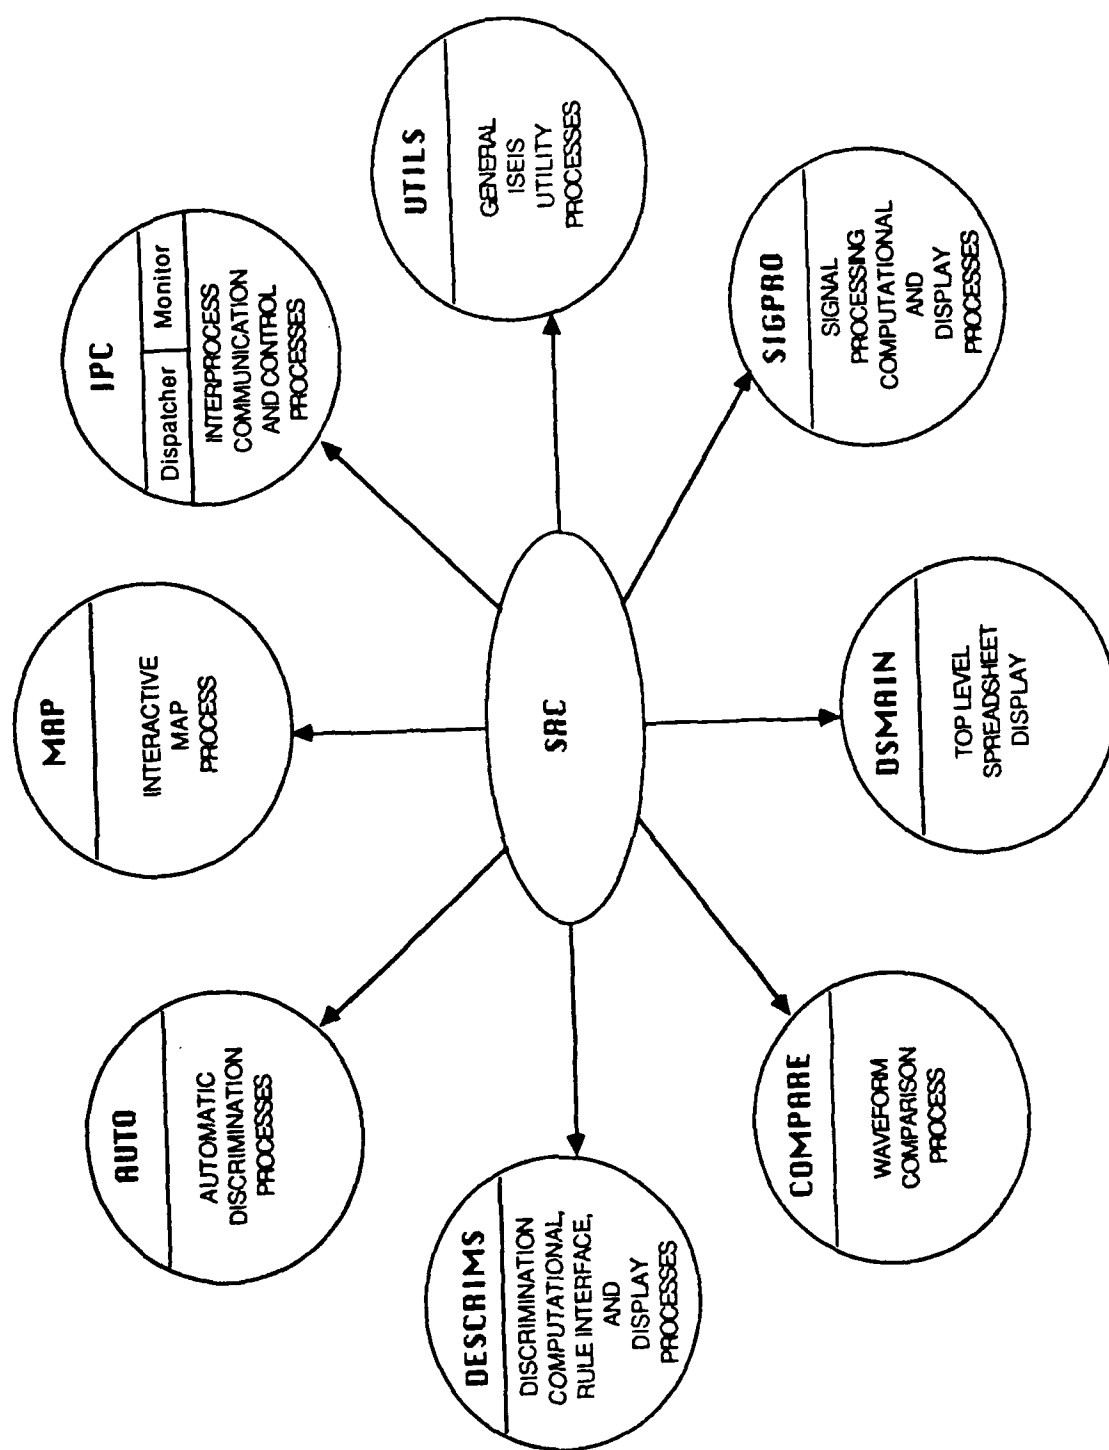 AUTO
AUTOMATIC
DISCRIMINATION
PROCESSES
MAP
INTERACTIVE
MAP
PROCESS
IPC
Dispatcher Monitor
INTERPROCESS
COMMUNICATION
AND CONTROL
PROCESSES
DESCRIMS
DISCRIMINATION
COMPUTATIONAL,
RULE INTERFACE,
AND
DISPLAY
PROCESSES
SRC
UTILS
GENERAL
ISEIS
UTILITY
PROCESSES
COMPARE
WAVEFORM
COMPARISON
PROCESS
DSMAIN
TOP LEVEL
SPREADSHEET
DISPLAY
SIGPRO
SIGNAL
PROCESSING
COMPUTATIONAL
AND
DISPLAY
PROCESSES